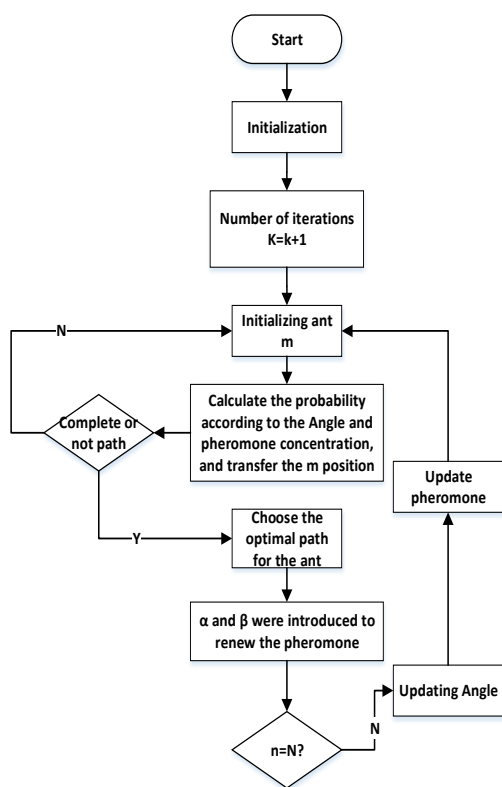 Start
Initialization
Number of iterations
K=k+1
Initializing ant
m
N
Calculate the probability
according to the Angle and
pheromone concentration,
and transfer the m position
Complete or
not path
Update
pheromone
Y
Choose the
optimal path
for the ant
α and β were introduced to
renew the pheromone
Updating Angle
N
n=N?